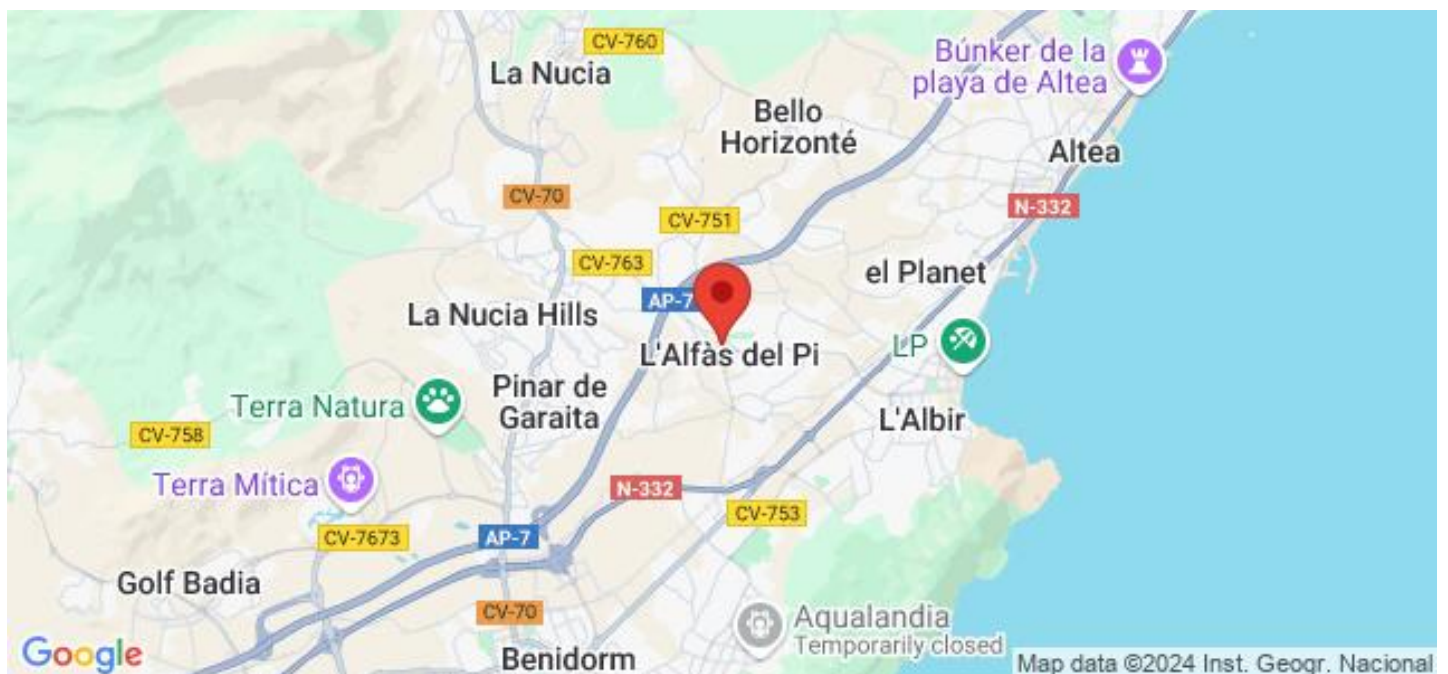 CV-760
La Nucia
Búnker de la
playa de Altea
Bello
Horizonté
Altea
CV-70
N-332
CV-751
CV-763
el Planet
AP-7
La Nucia Hills
L'Alfàs del Pi
LP
Pinar de
Garaita
Terra Natura
L'Albir
CV-758
Terra Mítica
N-332
CV-753
CV-7673
AP-7
Golf Badia
CV-70
Aqualandia
Temporarily closed
Benidorm
Google
Map data ©2024 Inst. Geogr. Nacional